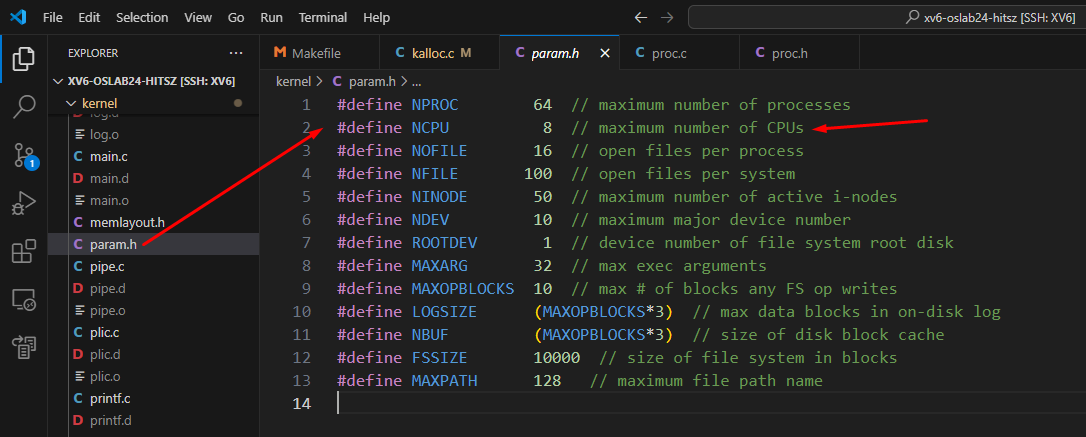 File Edit Selection View Go Run Terminal Help
xv6-oslab24-hitsz [SSH: XV6]
EXPLORER
XV6-OSLAB24-HITSZ [SSH: XV6]
kernel
log.d
log.o
main.c
main.d
main.o
memlayout.h
param.h
pipe.c
pipe.d
pipe.o
plic.c
plic.d
plic.o
printf.c
printf.d
1
M Makefile
C kalloc.c M
C param.h
C proc.c
C proc.h
kernel > C param.h > ...
1 #define NPROC 64 // maximum number of processes
2 #define NCPU 8 // maximum number of CPUs
3 #define NOFILE 16 // open files per process
4 #define NFILE 100 // open files per system
5 #define NINODE 50 // maximum number of active i-nodes
6 #define NDEV 10 // maximum major device number
7 #define ROOTDEV 1 // device number of file system root disk
8 #define MAXARG 32 // max exec arguments
9 #define MAXOPBLOCKS 10 // max # of blocks any FS op writes
10 #define LOGSIZE (MAXOPBLOCKS*3) // max data blocks in on-disk log
11 #define NBUF (MAXOPBLOCKS*3) // size of disk block cache
12 #define FSSIZE 10000 // size of file system in blocks
13 #define MAXPATH 128 // maximum file path name
14